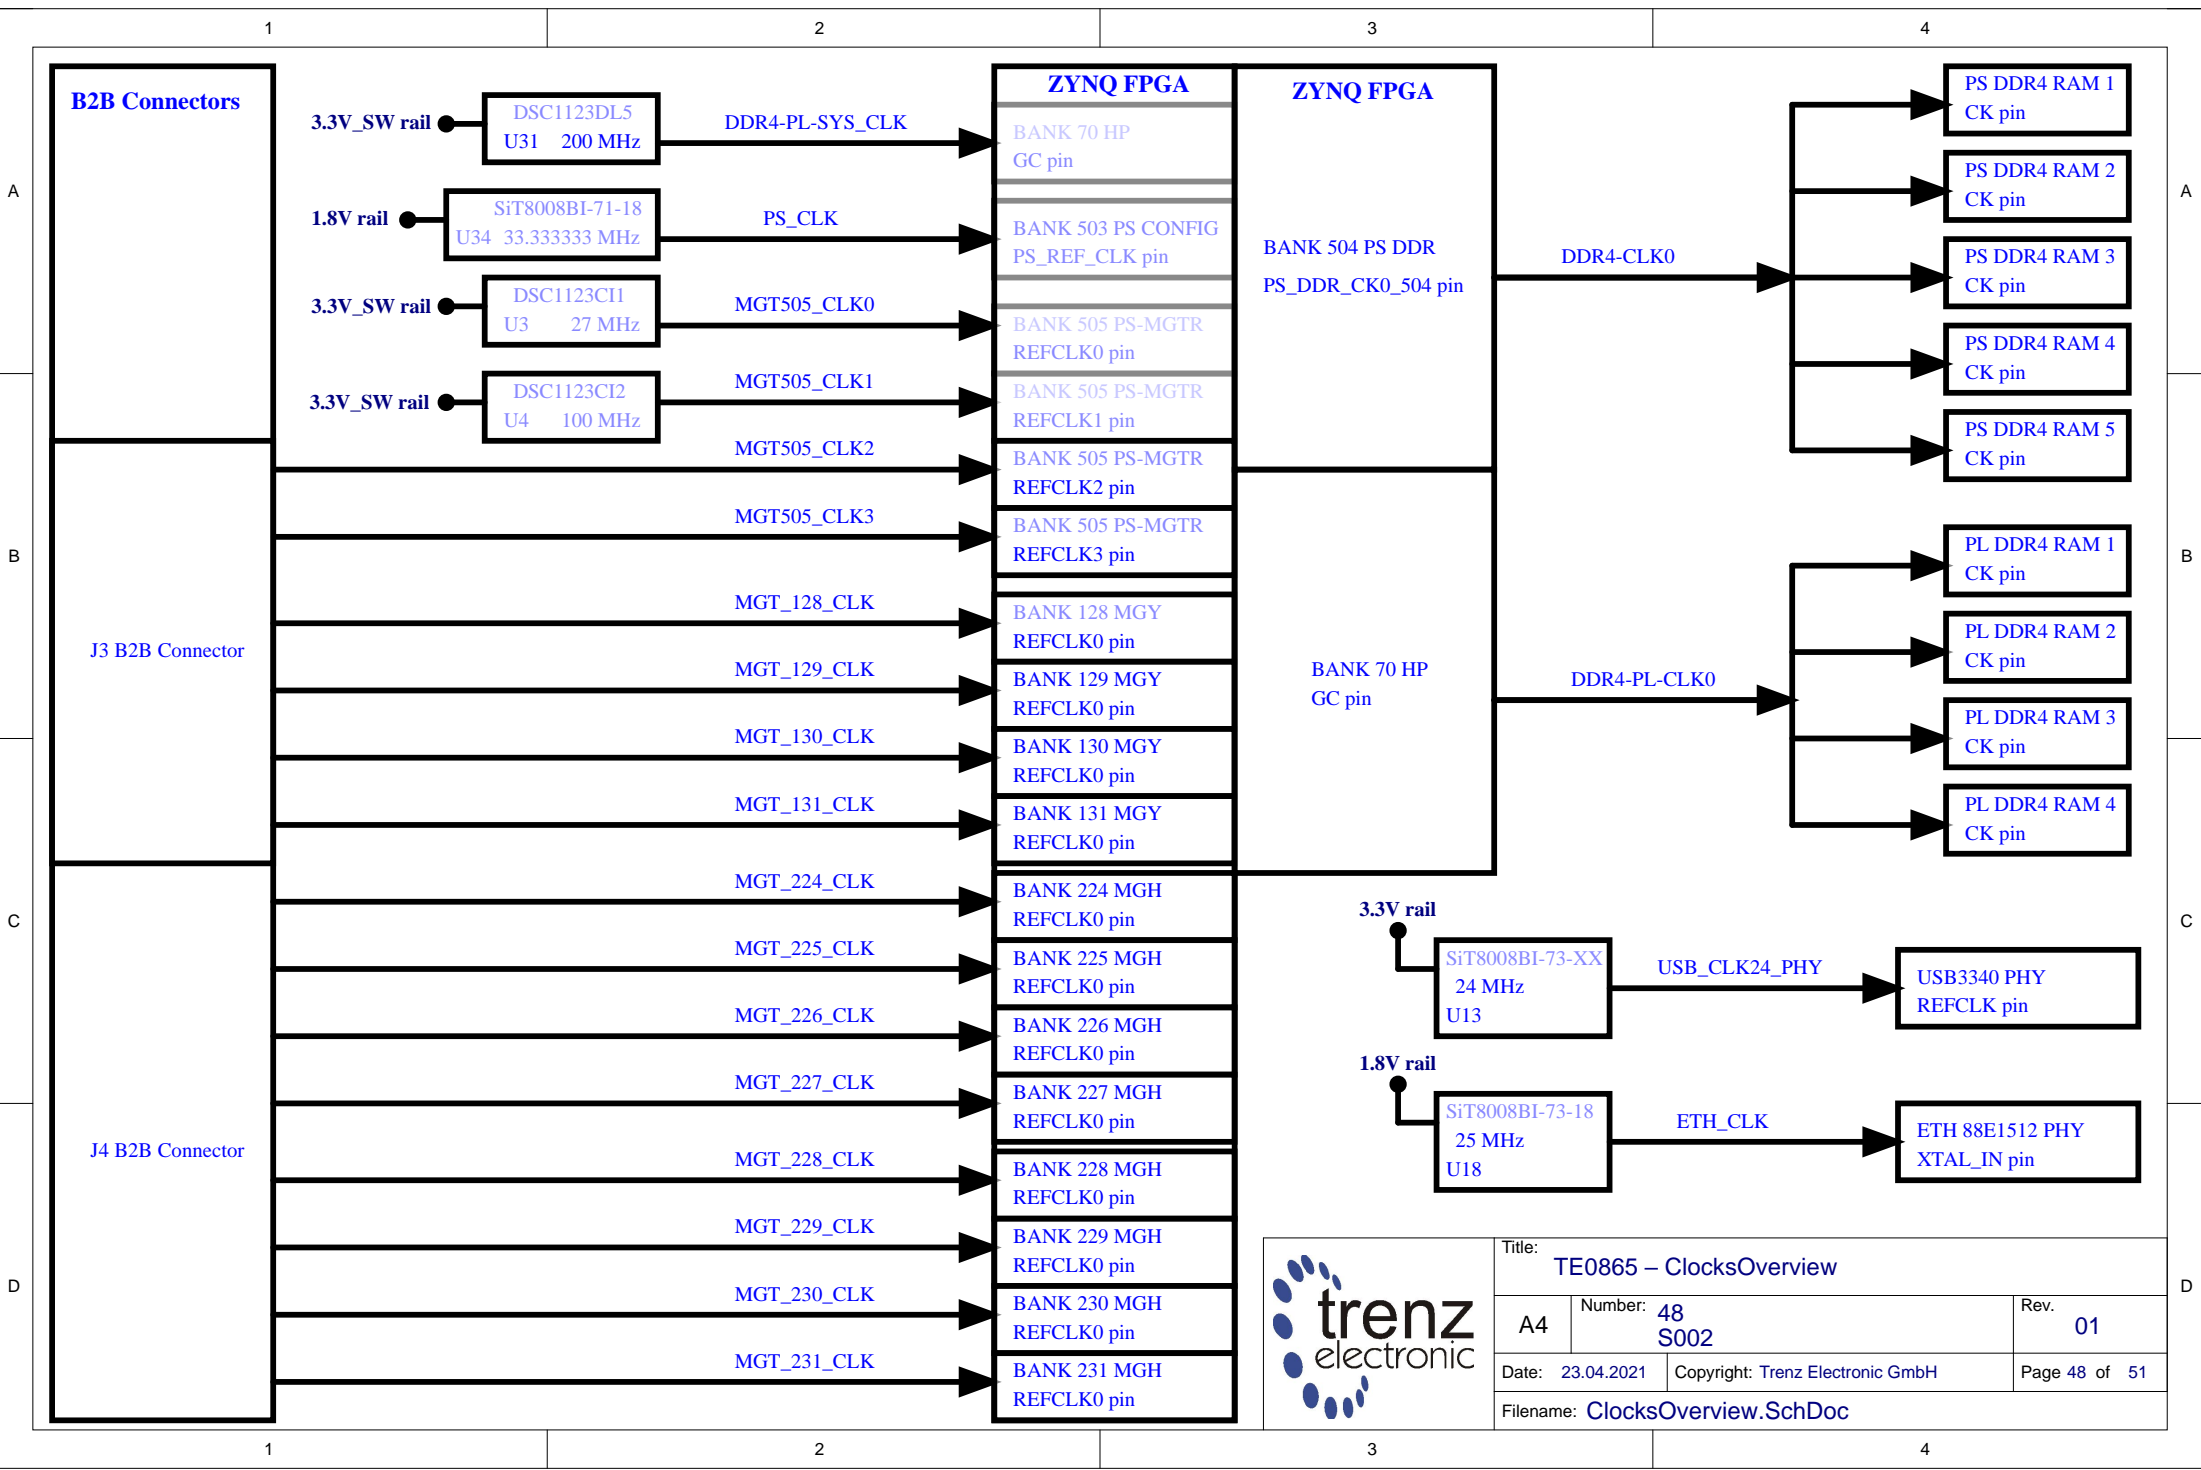 1 2 3 4
A
B
C
D
B2B Connectors
J3 B2B Connector
J4 B2B Connector
3.3V_SW rail
DSC1123DL5
U31 200 MHz
DDR4-PL-SYS_CLK
1.8V rail
SiT8008BI-71-18
U34 33.333333 MHz
PS_CLK
3.3V_SW rail
DSC1123CI1
U3 27 MHz
MGT505_CLK0
3.3V_SW rail
DSC1123CI2
U4 100 MHz
MGT505_CLK1
MGT505_CLK2
MGT505_CLK3
MGT_128_CLK
MGT_129_CLK
MGT_130_CLK
MGT_131_CLK
MGT_224_CLK
MGT_225_CLK
MGT_226_CLK
MGT_227_CLK
MGT_228_CLK
MGT_229_CLK
MGT_230_CLK
MGT_231_CLK
ZYNQ FPGA
BANK 70 HP
GC pin
BANK 503 PS CONFIG
PS_REF_CLK pin
BANK 505 PS-MGTR
REFCLK0 pin
BANK 505 PS-MGTR
REFCLK1 pin
BANK 505 PS-MGTR
REFCLK2 pin
BANK 505 PS-MGTR
REFCLK3 pin
BANK 128 MGY
REFCLK0 pin
BANK 129 MGY
REFCLK0 pin
BANK 130 MGY
REFCLK0 pin
BANK 131 MGY
REFCLK0 pin
BANK 224 MGH
REFCLK0 pin
BANK 225 MGH
REFCLK0 pin
BANK 226 MGH
REFCLK0 pin
BANK 227 MGH
REFCLK0 pin
BANK 228 MGH
REFCLK0 pin
BANK 229 MGH
REFCLK0 pin
BANK 230 MGH
REFCLK0 pin
BANK 231 MGH
REFCLK0 pin
ZYNQ FPGA
BANK 504 PS DDR
PS_DDR_CK0_504 pin
BANK 70 HP
GC pin
DDR4-CLK0
DDR4-PL-CLK0
PS DDR4 RAM 1
CK pin
PS DDR4 RAM 2
CK pin
PS DDR4 RAM 3
CK pin
PS DDR4 RAM 4
CK pin
PS DDR4 RAM 5
CK pin
PL DDR4 RAM 1
CK pin
PL DDR4 RAM 2
CK pin
PL DDR4 RAM 3
CK pin
PL DDR4 RAM 4
CK pin
3.3V rail
SiT8008BI-73-XX
24 MHz
U13
USB_CLK24_PHY
USB3340 PHY
REFCLK pin
1.8V rail
SiT8008BI-73-18
25 MHz
U18
ETH_CLK
ETH 88E1512 PHY
XTAL_IN pin
trenz
electronic
Title:
TE0865 – ClocksOverview
A4
Number: 48
S002
Rev.
01
Date: 23.04.2021
Copyright: Trenz Electronic GmbH
Page 48 of 51
Filename: ClocksOverview.SchDoc
A
B
C
D
1 2 3 4